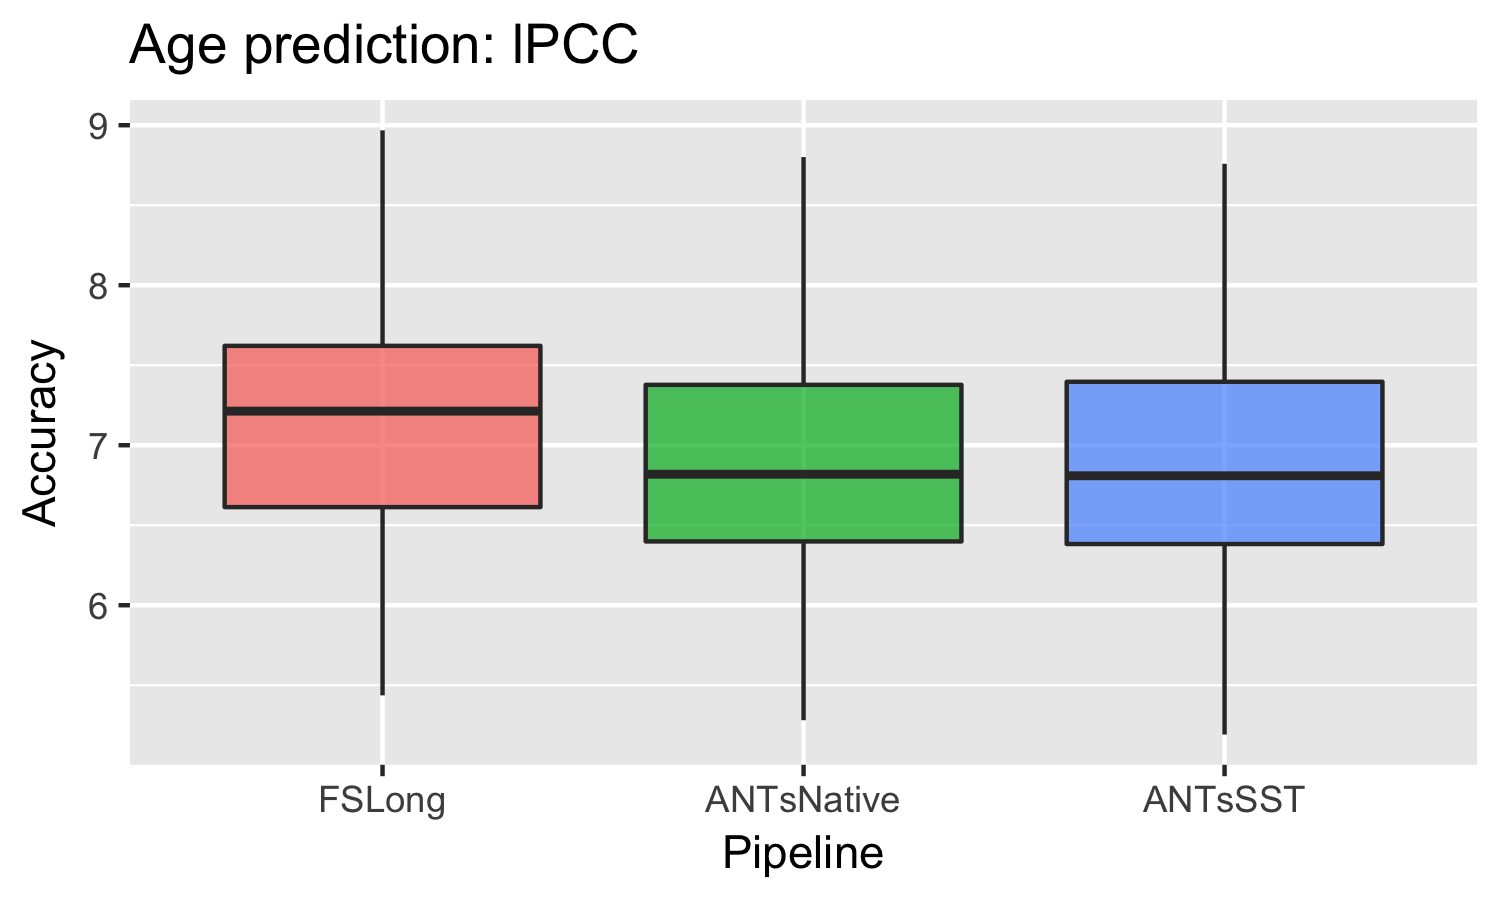 Age prediction: IPCC
9
8
7
6
Accuracy
FSLong
ANTsNative
ANTsSST
Pipeline